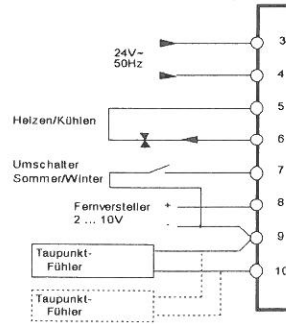 24V~
50Hz
3
4
5
Heizen/Kühlen
6
Umschalter
Sommer/Winter
7
Fernversteller
2 ... 10V
+
-
8
9
Taupunkt-
Fühler
10
Taupunkt-
Fühler